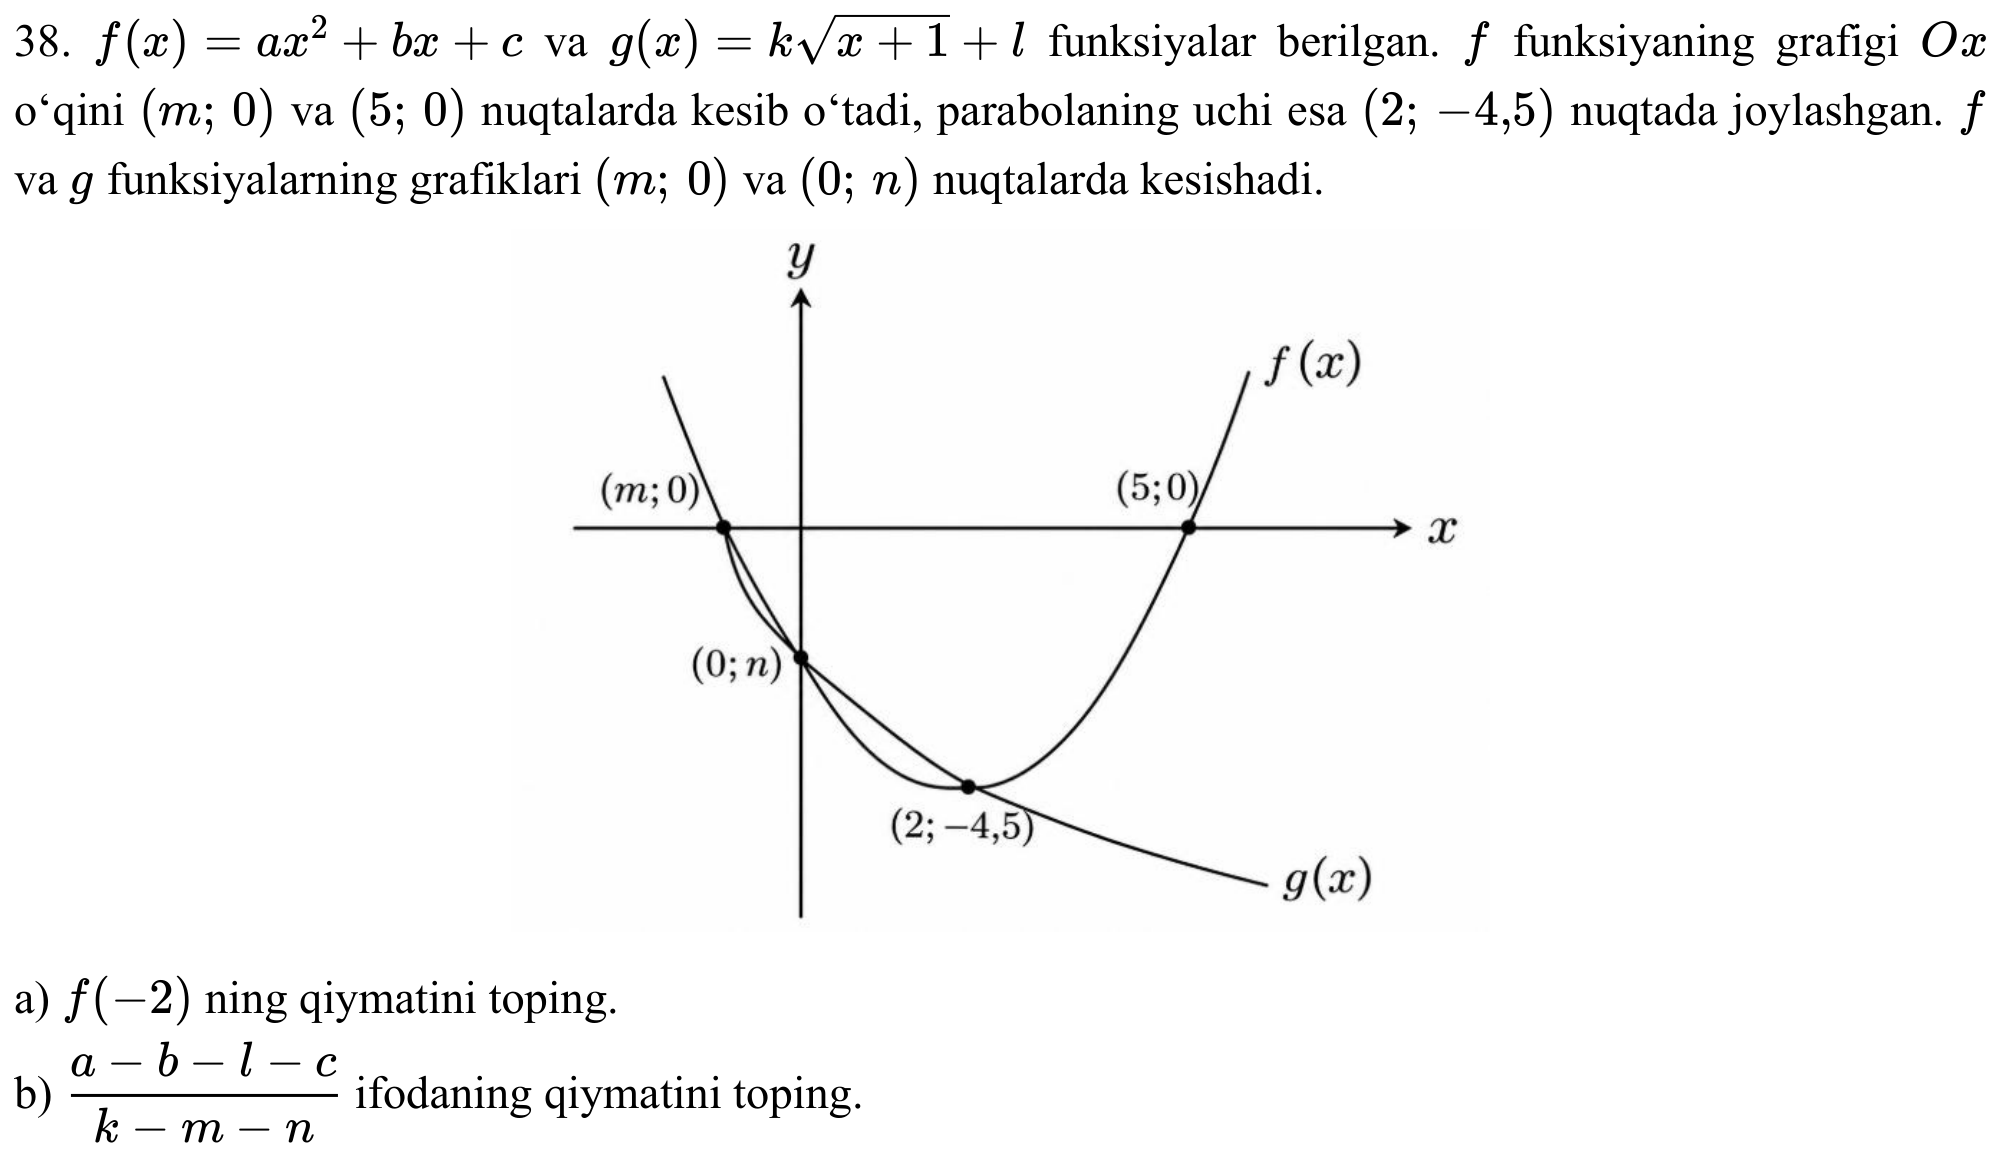 38. f(x) = ax² + bx + c va g(x) = k√(x + 1) + l funksiyalar berilgan. f funksiyaning grafigi Ox
o‘qini (m; 0) va (5; 0) nuqtalarda kesib o‘tadi, parabolaning uchi esa (2; −4,5) nuqtada joylashgan. f
va g funksiyalarning grafiklari (m; 0) va (0; n) nuqtalarda kesishadi.
y
f(x)
(m; 0)
(5;0)
x
(0; n)
(2; −4,5)
g(x)
a) f(−2) ning qiymatini toping.
b) (a − b − l − c)/(k − m − n) ifodaning qiymatini toping.